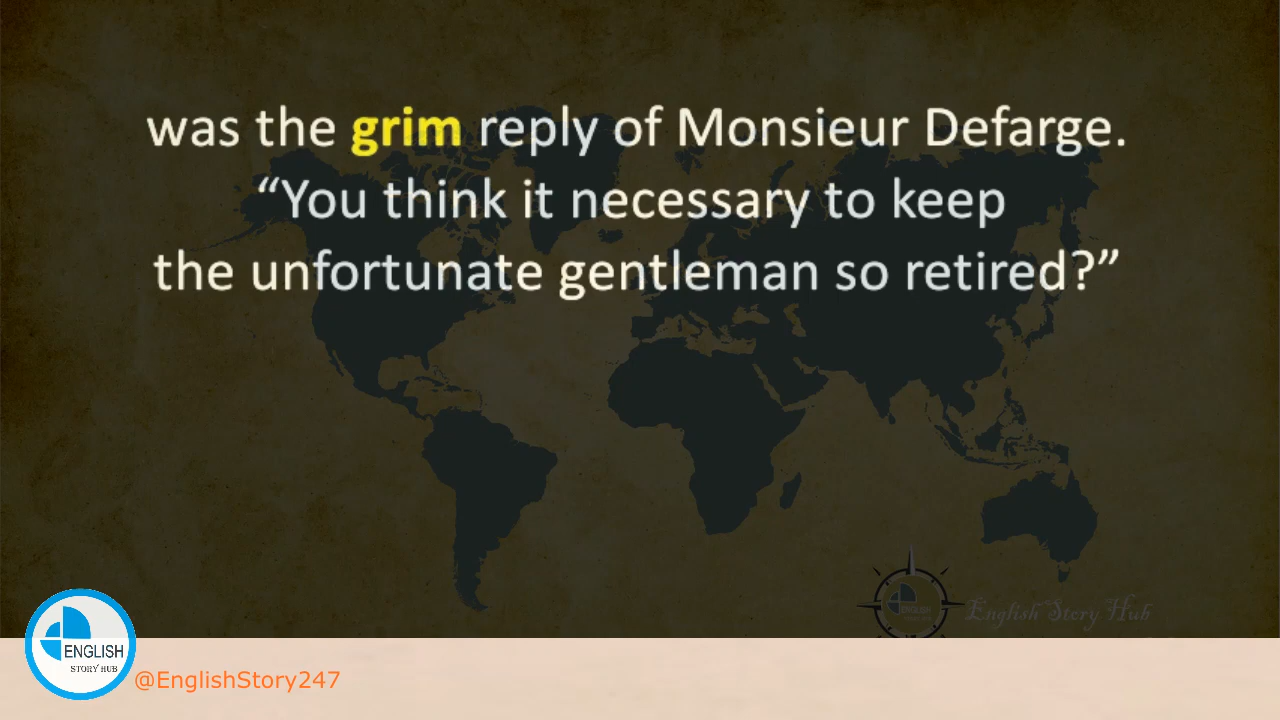 was the grim reply of Monsieur Defarge.
“You think it necessary to keep
the unfortunate gentleman so retired?”
English Story Hub
ENGLISH
STORY HUB
@EnglishStory247